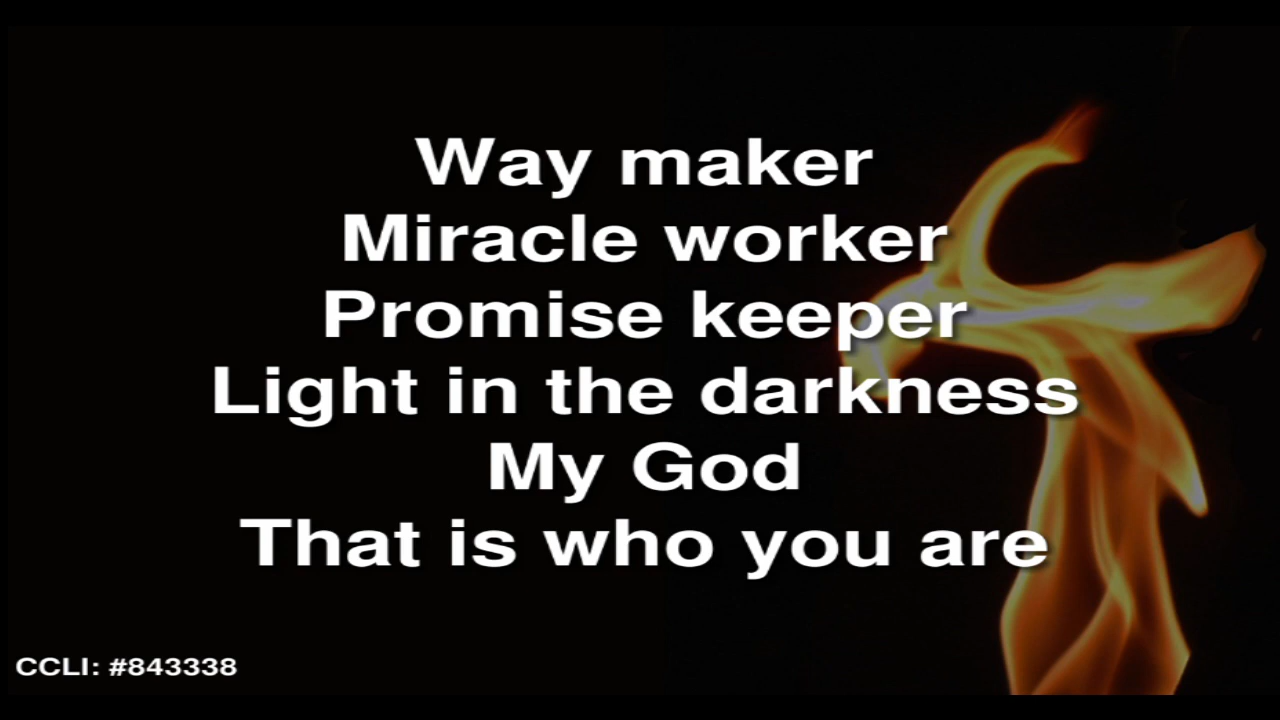 Way maker
Miracle worker
Promise keeper
Light in the darkness
My God
That is who you are
CCLI: #843338